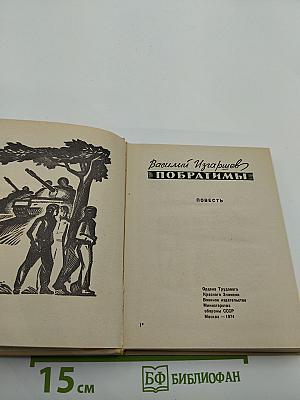 Василий Изгаршев
ПОБРАТИМЫ
ПОВЕСТЬ
Ордена Трудового
Красного Знамени
Военное издательство
Министерства
обороны СССР
Москва — 1974
1*
15 см
БФ БИБЛИОФАН